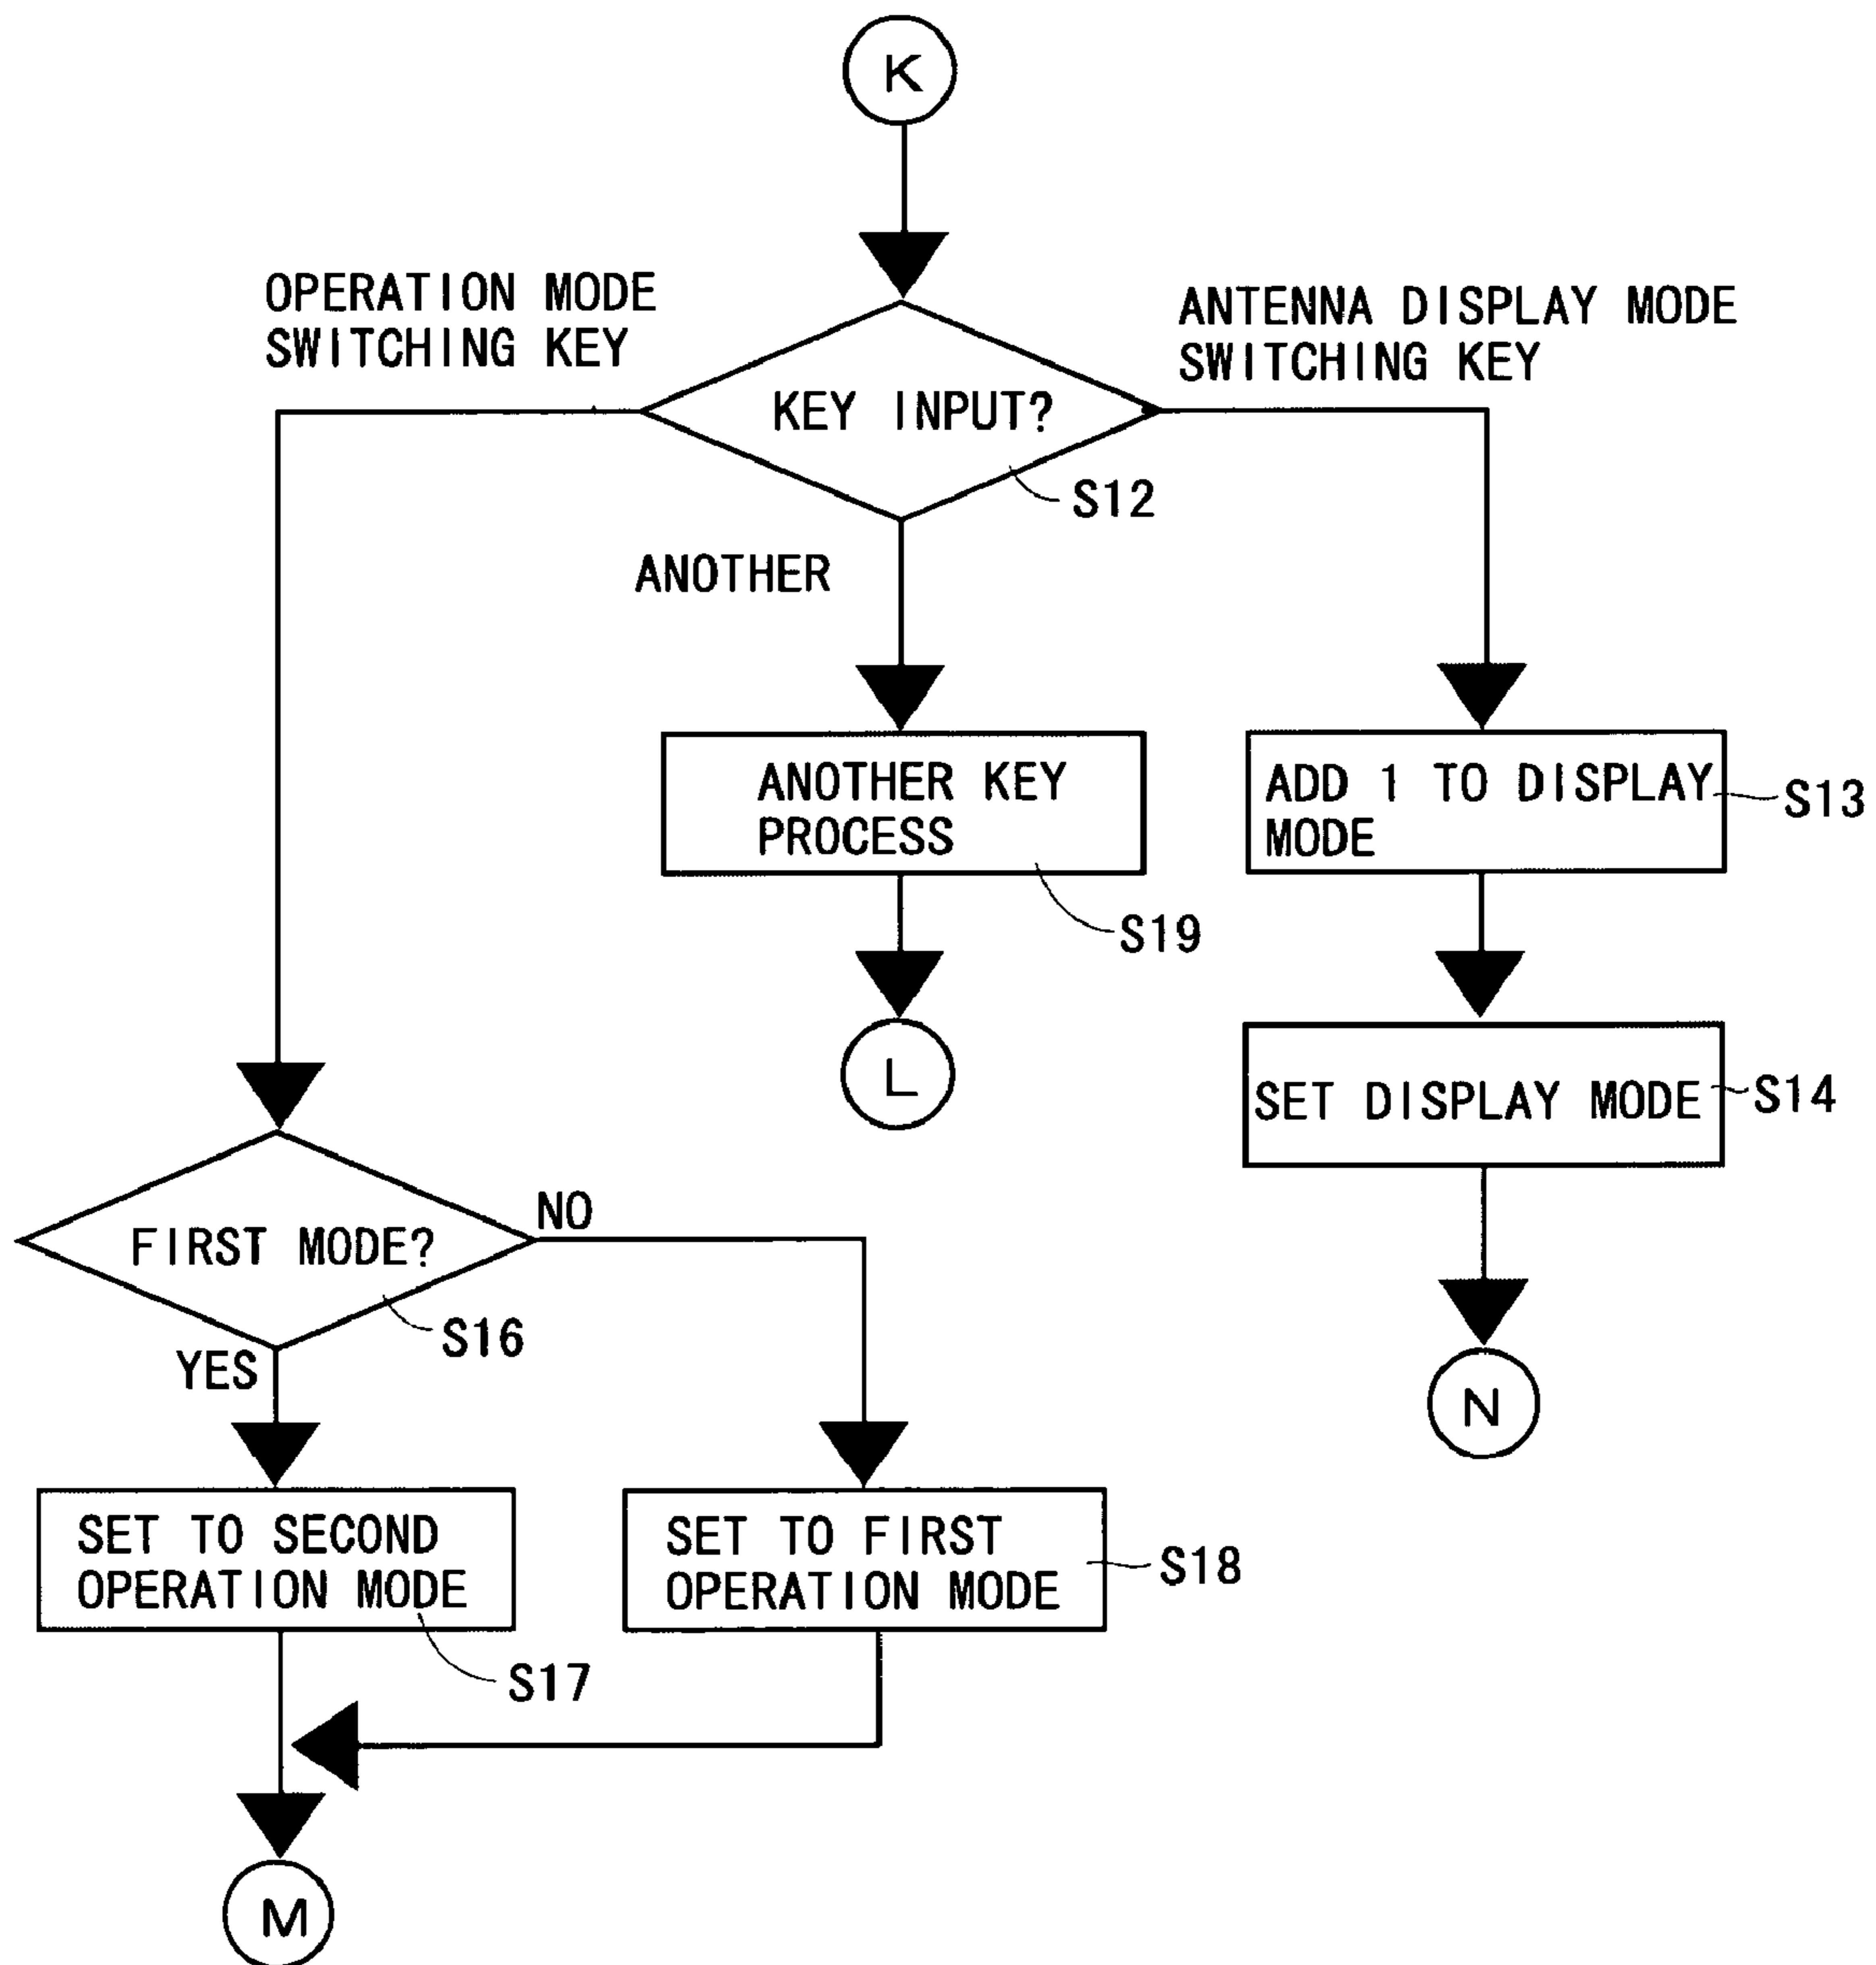 K
OPERATION MODE
SWITCHING KEY
ANTENNA DISPLAY MODE
SWITCHING KEY
KEY INPUT?
S12
ANOTHER
ANOTHER KEY
PROCESS
S19
ADD 1 TO DISPLAY
MODE
S13
L
SET DISPLAY MODE
S14
FIRST MODE?
NO
S16
YES
N
SET TO SECOND
OPERATION MODE
S17
SET TO FIRST
OPERATION MODE
S18
M